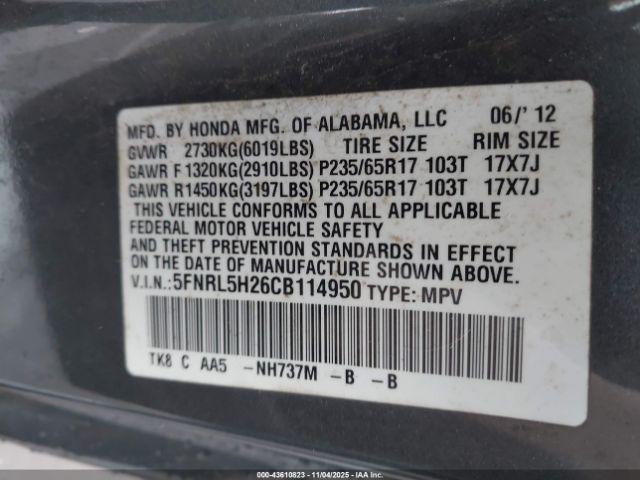 MFD. BY HONDA MFG. OF ALABAMA, LLC 06/' 12
GVWR 2730KG(6019LBS) TIRE SIZE RIM SIZE
GAWR F 1320KG(2910LBS) P235/65R17 103T 17X7J
GAWR R1450KG(3197LBS) P235/65R17 103T 17X7J
THIS VEHICLE CONFORMS TO ALL APPLICABLE
FEDERAL MOTOR VEHICLE SAFETY
AND THEFT PREVENTION STANDARDS IN EFFECT
ON THE DATE OF MANUFACTURE SHOWN ABOVE.
V.I.N.:5FNRL5H26CB114950 TYPE: MPV
TK8 C AA5 -NH737M -B -B
000-43610823 - 11/04/2025 - IAAI.COM